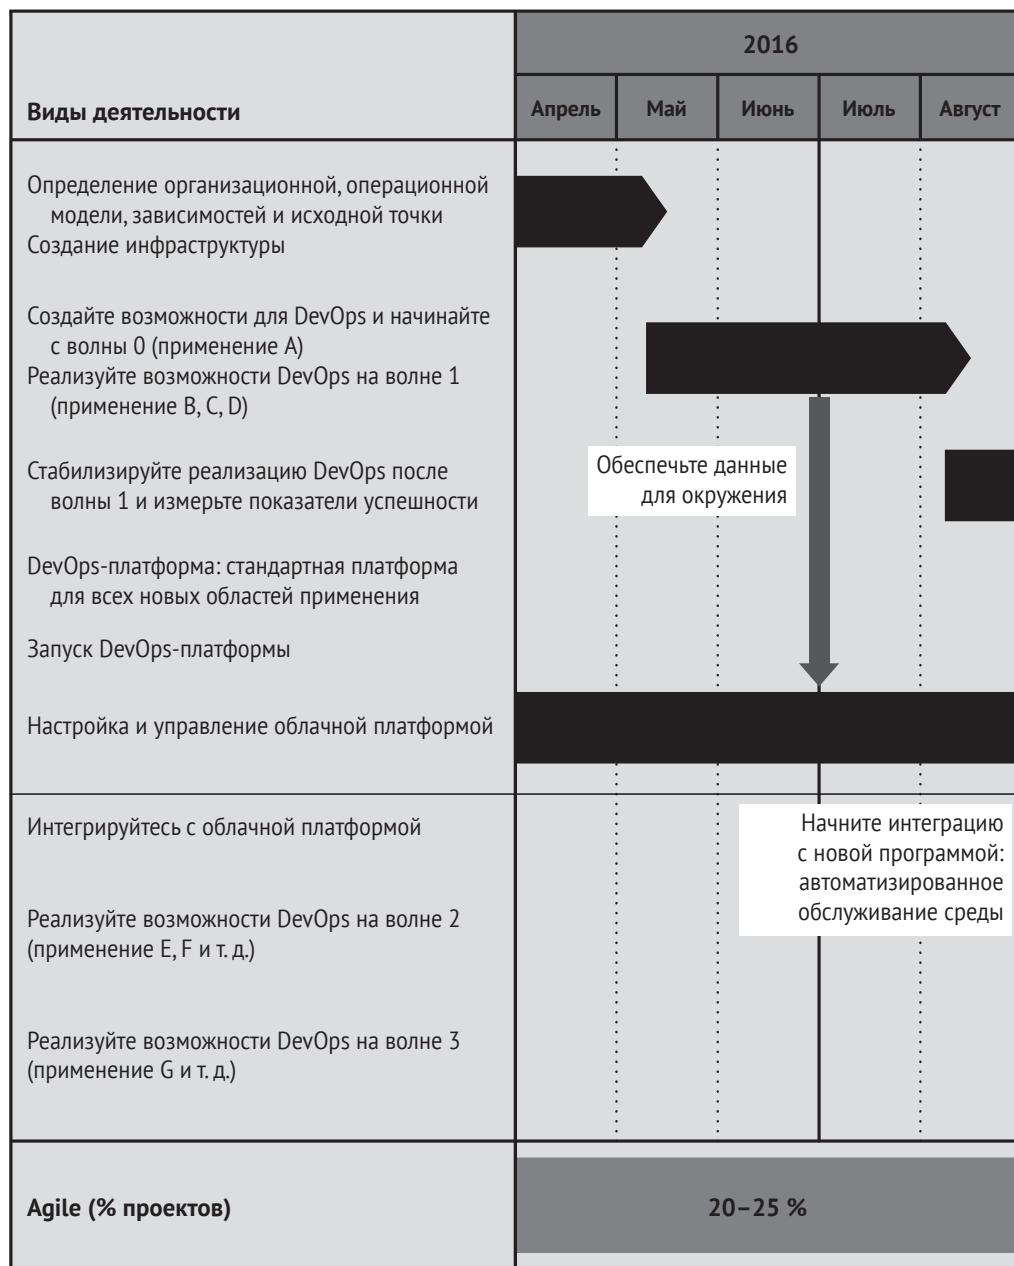 2016
Виды деятельности
Апрель Май Июнь Июль Август
Определение организационной, операционной
модели, зависимостей и исходной точки
Создание инфраструктуры
Создайте возможности для DevOps и начинайте
с волны 0 (применение A)
Реализуйте возможности DevOps на волне 1
(применение B, C, D)
Обеспечьте данные
для окружения
Стабилизируйте реализацию DevOps после
волны 1 и измерьте показатели успешности
DevOps-платформа: стандартная платформа
для всех новых областей применения
Запуск DevOps-платформы
Настройка и управление облачной платформой
Интегрируйтесь с облачной платформой
Начните интеграцию
с новой программой:
автоматизированное
обслуживание среды
Реализуйте возможности DevOps на волне 2
(применение E, F и т. д.)
Реализуйте возможности DevOps на волне 3
(применение G и т. д.)
Agile (% проектов)
20–25 %